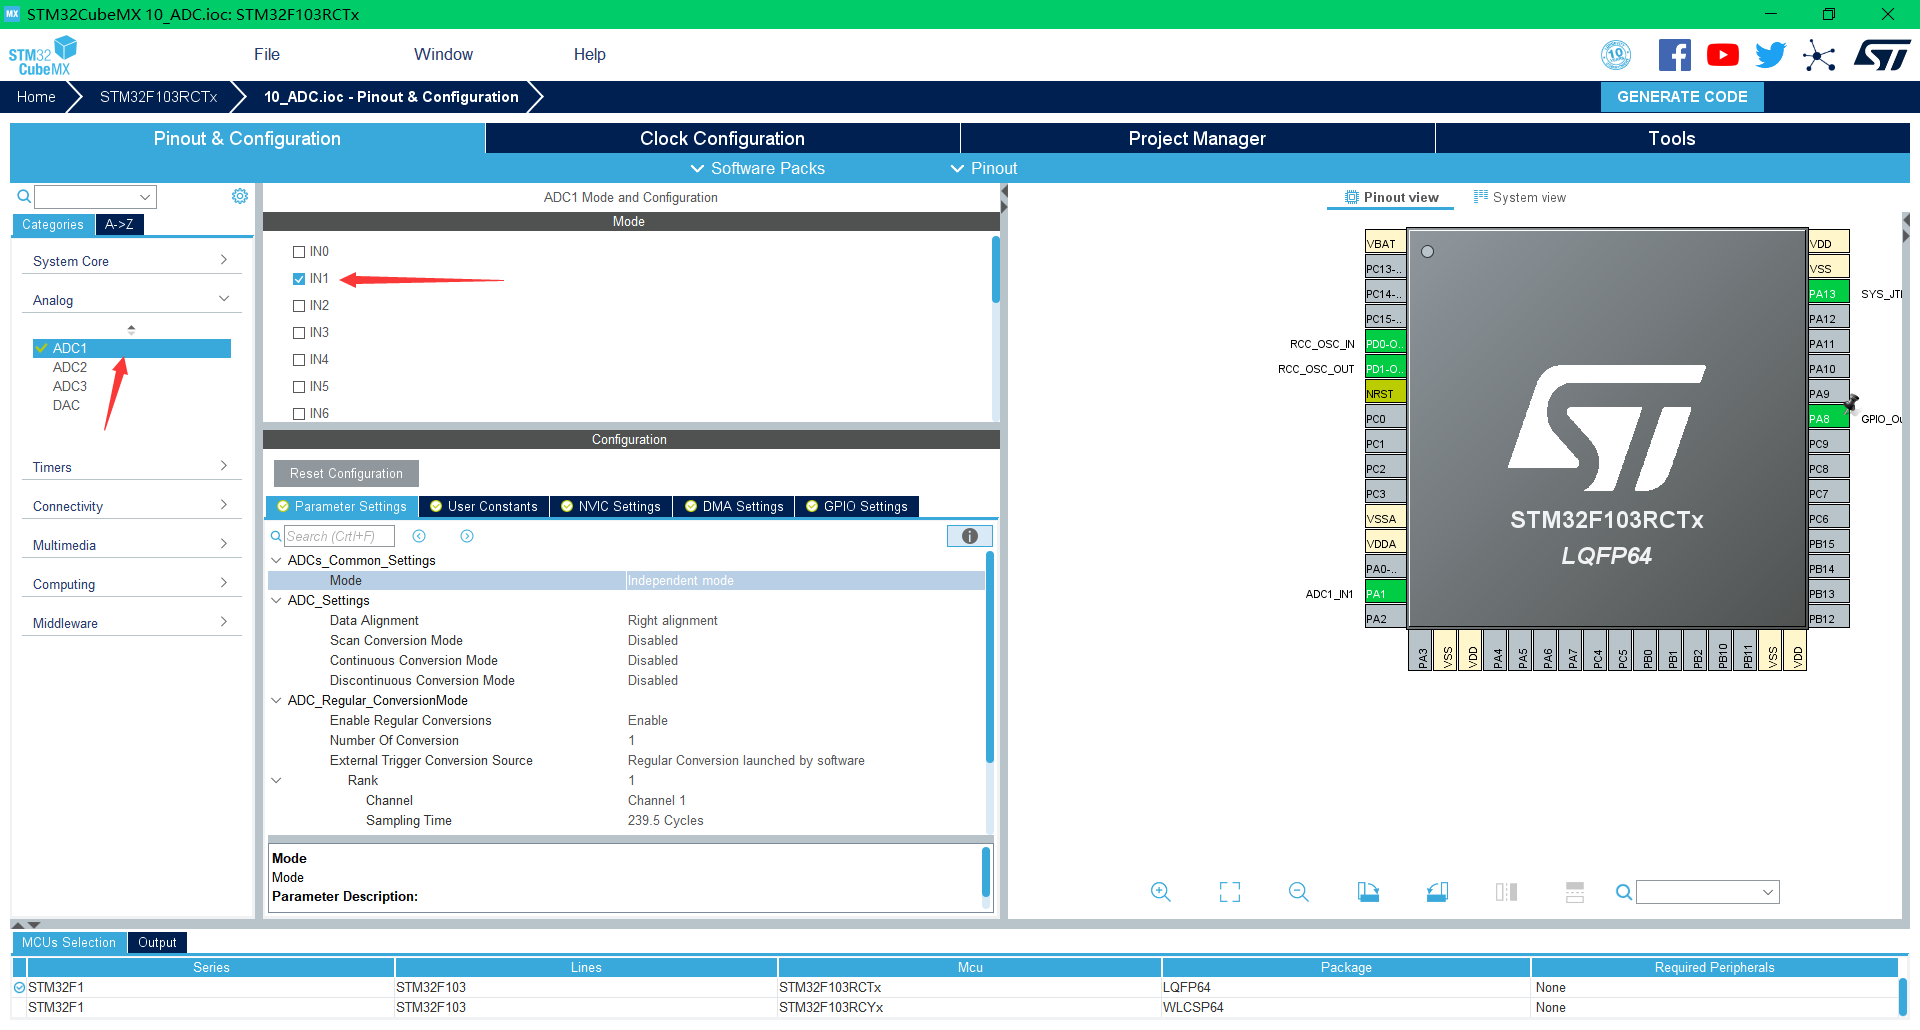 MX STM32CubeMX 10_ADC.ioc: STM32F103RCTx
STM32 CubeMX
File Window Help
10
Home STM32F103RCTx 10_ADC.ioc - Pinout & Configuration GENERATE CODE
Pinout & Configuration Clock Configuration Project Manager Tools
Software Packs Pinout
Categories A->Z
System Core
Analog
ADC1
ADC2
ADC3
DAC
Timers
Connectivity
Multimedia
Computing
Middleware
ADC1 Mode and Configuration
Mode
IN0
IN1
IN2
IN3
IN4
IN5
IN6
Configuration
Reset Configuration
Parameter Settings User Constants NVIC Settings DMA Settings GPIO Settings
Search (Crtl+F)
ADCs_Common_Settings
Mode Independent mode
ADC_Settings
Data Alignment Right alignment
Scan Conversion Mode Disabled
Continuous Conversion Mode Disabled
Discontinuous Conversion Mode Disabled
ADC_Regular_ConversionMode
Enable Regular Conversions Enable
Number Of Conversion 1
External Trigger Conversion Source Regular Conversion launched by software
Rank 1
Channel Channel 1
Sampling Time 239.5 Cycles
Mode
Mode
Parameter Description:
Pinout view System view
VBAT
PC13-..
PC14-..
PC15-..
RCC_OSC_IN PD0-O..
RCC_OSC_OUT PD1-O..
NRST
PC0
PC1
PC2
PC3
VSSA
VDDA
PA0-..
ADC1_IN1 PA1
PA2
STM32F103RCTx
LQFP64
VDD
VSS
PA13 SYS_JT
PA12
PA11
PA10
PA9
PA8 GPIO_Ou
PC9
PC8
PC7
PC6
PB15
PB14
PB13
PB12
PA3 VSS VDD PA4 PA5 PA6 PA7 PC4 PC5 PB0 PB1 PB2 PB10 PB11 VSS VDD
MCUs Selection Output
Series Lines Mcu Package Required Peripherals
STM32F1 STM32F103 STM32F103RCTx LQFP64 None
STM32F1 STM32F103 STM32F103RCYx WLCSP64 None